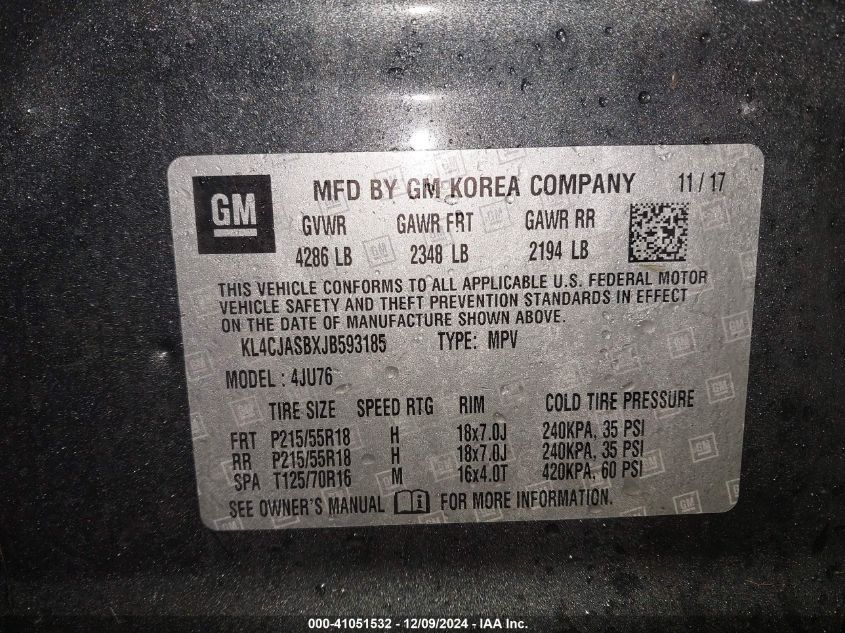 GM MFD BY GM KOREA COMPANY 11/17
GVWR GAWR FRT GAWR RR
4286 LB 2348 LB 2194 LB
THIS VEHICLE CONFORMS TO ALL APPLICABLE U.S. FEDERAL MOTOR
VEHICLE SAFETY AND THEFT PREVENTION STANDARDS IN EFFECT
ON THE DATE OF MANUFACTURE SHOWN ABOVE.
KL4CJASBXJB593185 TYPE: MPV
MODEL: 4JU76
TIRE SIZE SPEED RTG RIM COLD TIRE PRESSURE
FRT P215/55R18 H 18x7.0J 240KPA, 35 PSI
RR P215/55R18 H 18x7.0J 240KPA, 35 PSI
SPA T125/70R16 M 16x4.0T 420KPA, 60 PSI
SEE OWNER'S MANUAL FOR MORE INFORMATION.
000-41051532 - 12/09/2024 - IAA Inc.